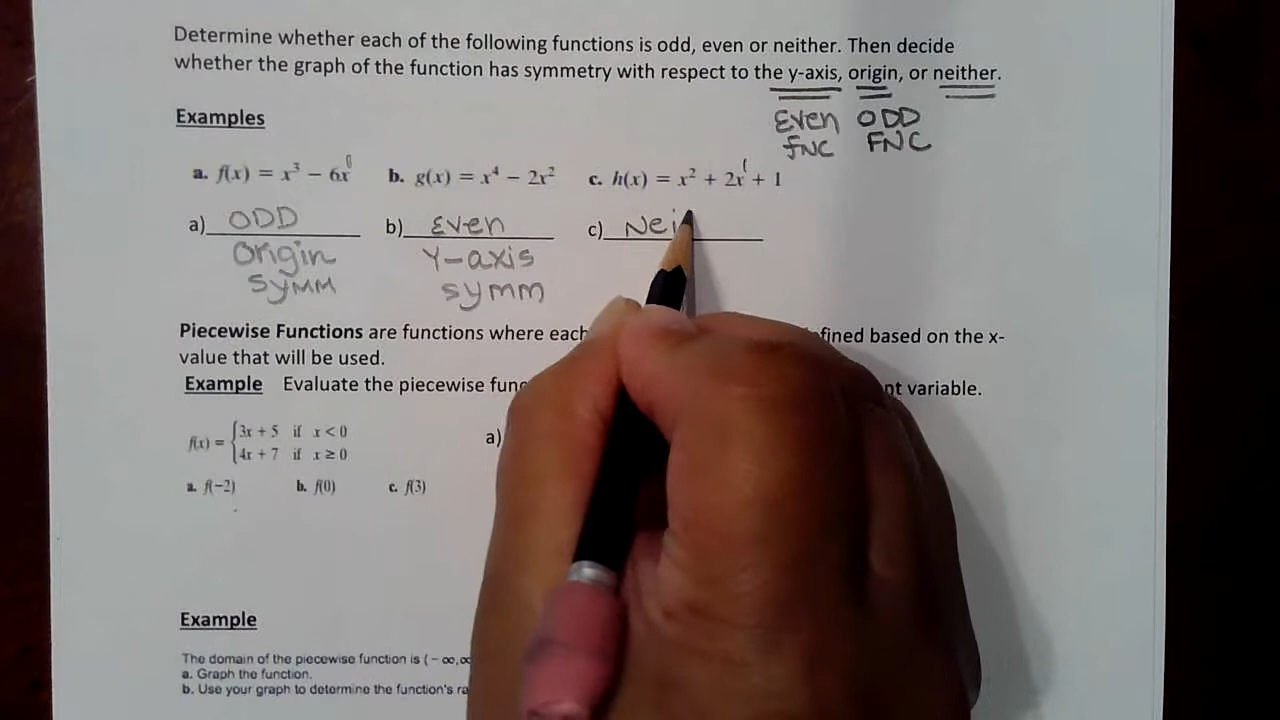 Determine whether each of the following functions is odd, even or neither. Then decide
whether the graph of the function has symmetry with respect to the y-axis, origin, or neither.
Even ODD
FNC FNC
Examples
a. f(x) = x³ − 6x¹ b. g(x) = x⁴ − 2x² c. h(x) = x² + 2x¹ + 1
a) ODD b) Even c) Nei
Origin Y-axis
SYMM symm
Piecewise Functions are functions where each fined based on the x-
value that will be used.
Example Evaluate the piecewise func nt variable.
f(x) = { 3x + 5 if x < 0
4x + 7 if x ≥ 0
a)
a. f(−2) b. f(0) c. f(3)
Example
The domain of the piecewise function is (−∞,∞
a. Graph the function.
b. Use your graph to determine the function's ra